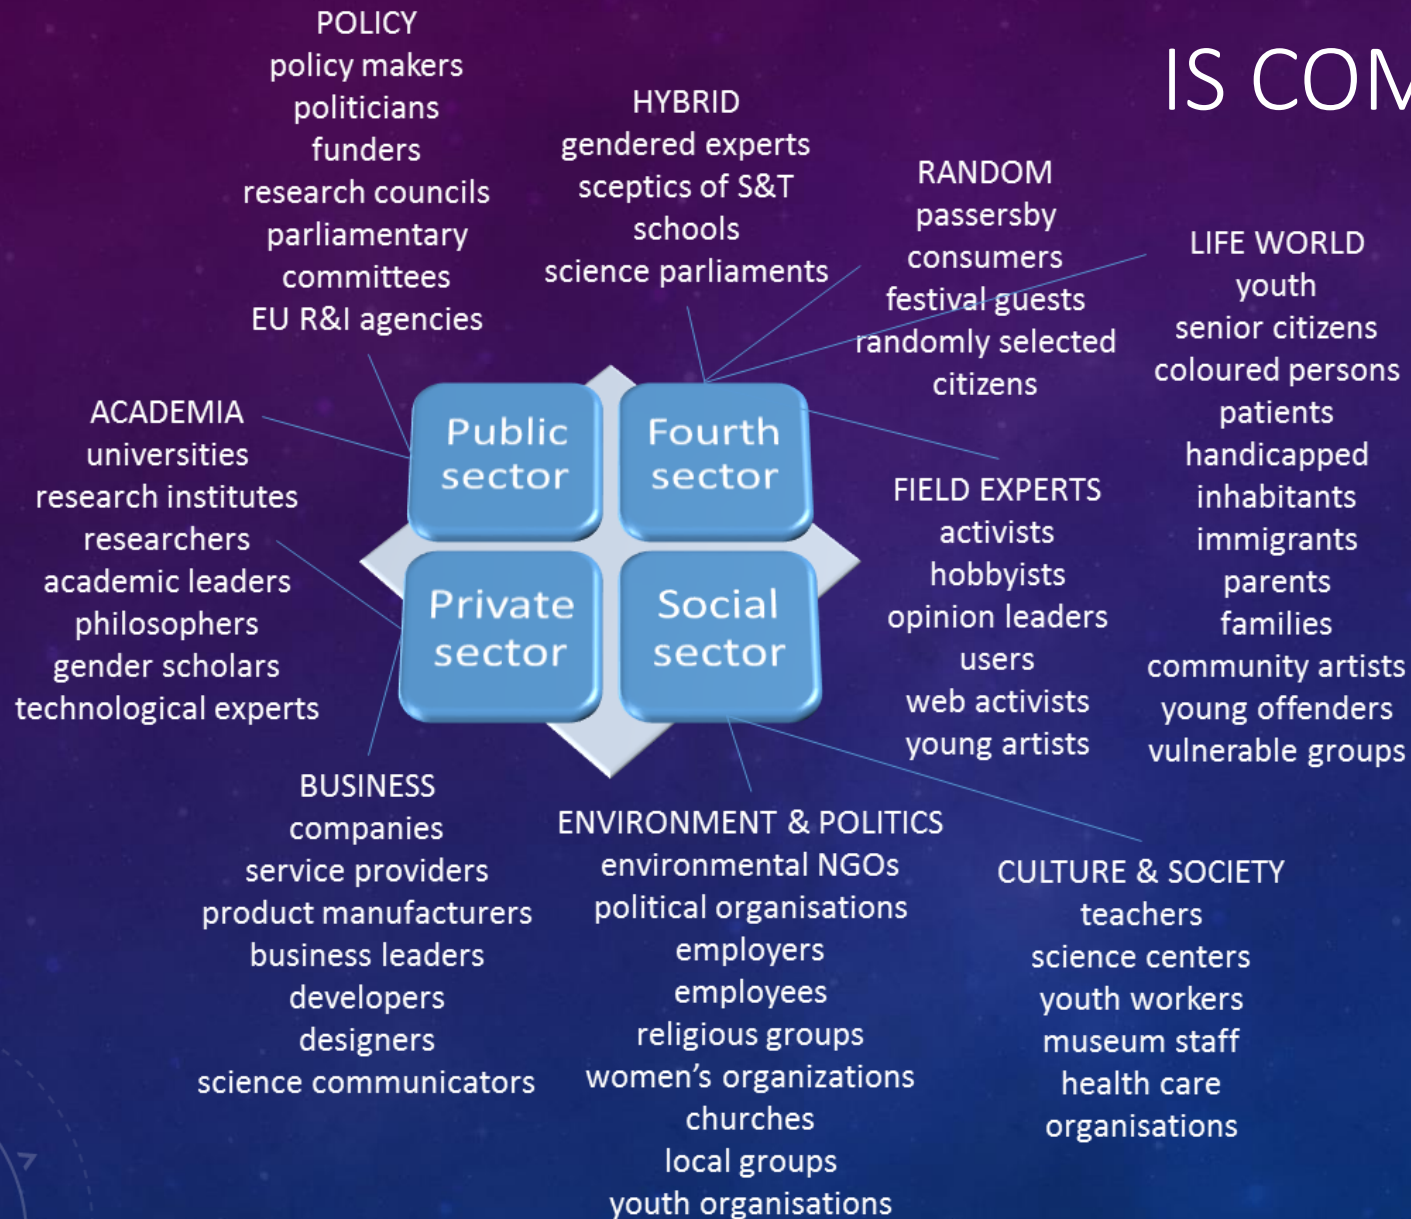 IS COM
POLICY
policy makers
politicians
funders
research councils
parliamentary
committees
EU R&I agencies
HYBRID
gendered experts
sceptics of S&T
schools
science parliaments
RANDOM
passersby
consumers
festival guests
randomly selected
citizens
LIFE WORLD
youth
senior citizens
coloured persons
patients
handicapped
inhabitants
immigrants
parents
families
community artists
young offenders
vulnerable groups
ACADEMIA
universities
research institutes
researchers
academic leaders
philosophers
gender scholars
technological experts
Public
sector
Fourth
sector
Private
sector
Social
sector
FIELD EXPERTS
activists
hobbyists
opinion leaders
users
web activists
young artists
BUSINESS
companies
service providers
product manufacturers
business leaders
developers
designers
science communicators
ENVIRONMENT & POLITICS
environmental NGOs
political organisations
employers
employees
religious groups
women's organizations
churches
local groups
youth organisations
CULTURE & SOCIETY
teachers
science centers
youth workers
museum staff
health care
organisations